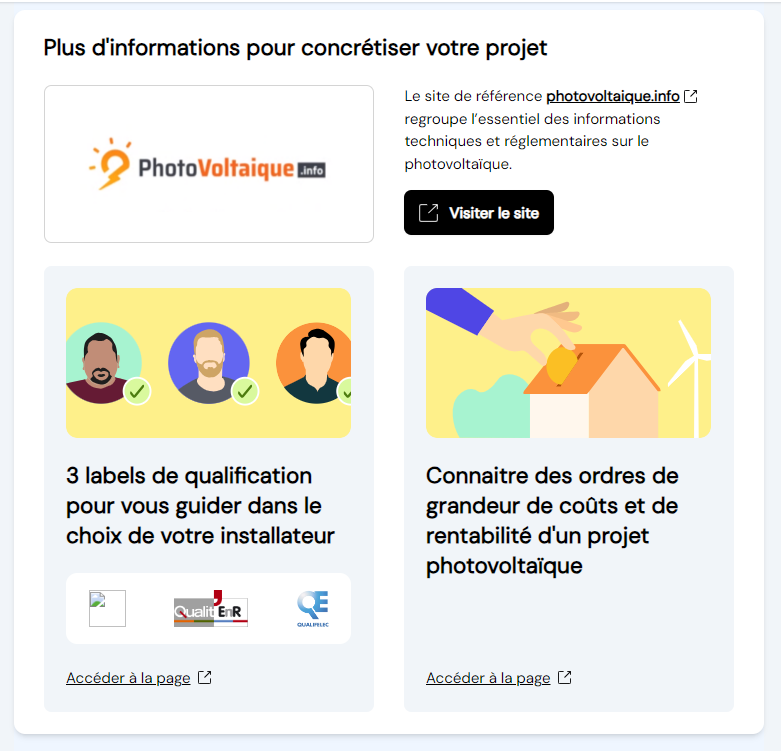 Plus d'informations pour concrétiser votre projet
PhotoVoltaique .info
Le site de référence photovoltaique.info
regroupe l’essentiel des informations
techniques et réglementaires sur le
photovoltaïque.
Visiter le site
3 labels de qualification
pour vous guider dans le
choix de votre installateur
Qualit'EnR
QE
QUALIFELEC
Accéder à la page
Connaitre des ordres de
grandeur de coûts et de
rentabilité d'un projet
photovoltaïque
Accéder à la page